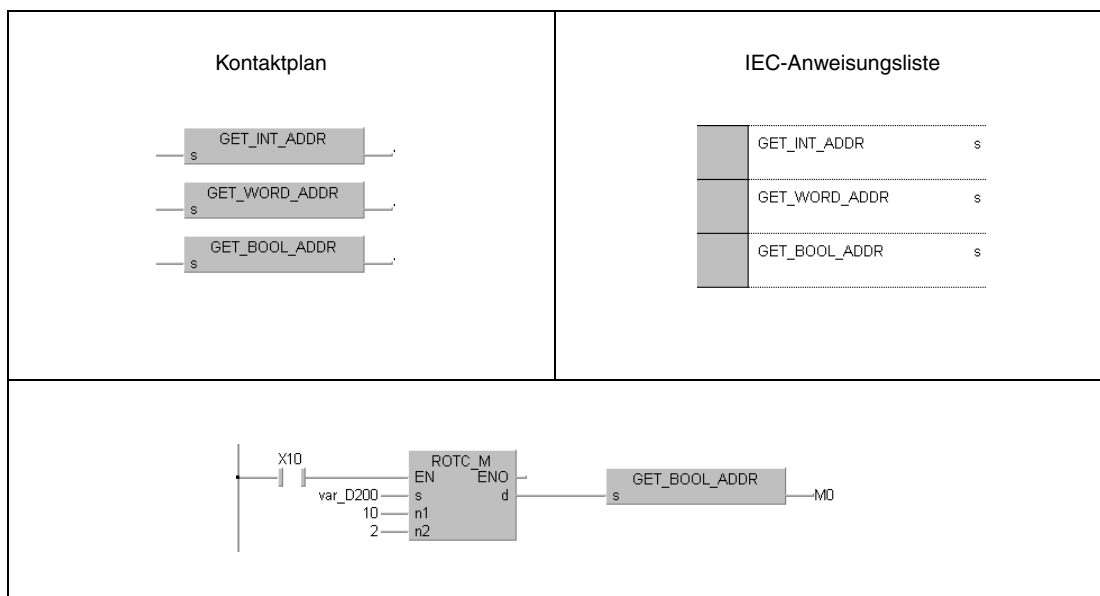 Kontaktplan
GET_INT_ADDR
s
GET_WORD_ADDR
s
GET_BOOL_ADDR
s
IEC-Anweisungsliste
GET_INT_ADDR s
GET_WORD_ADDR s
GET_BOOL_ADDR s
X10
ROTC_M
EN ENO
var_D200 s d
10 n1
2 n2
GET_BOOL_ADDR
s
M0